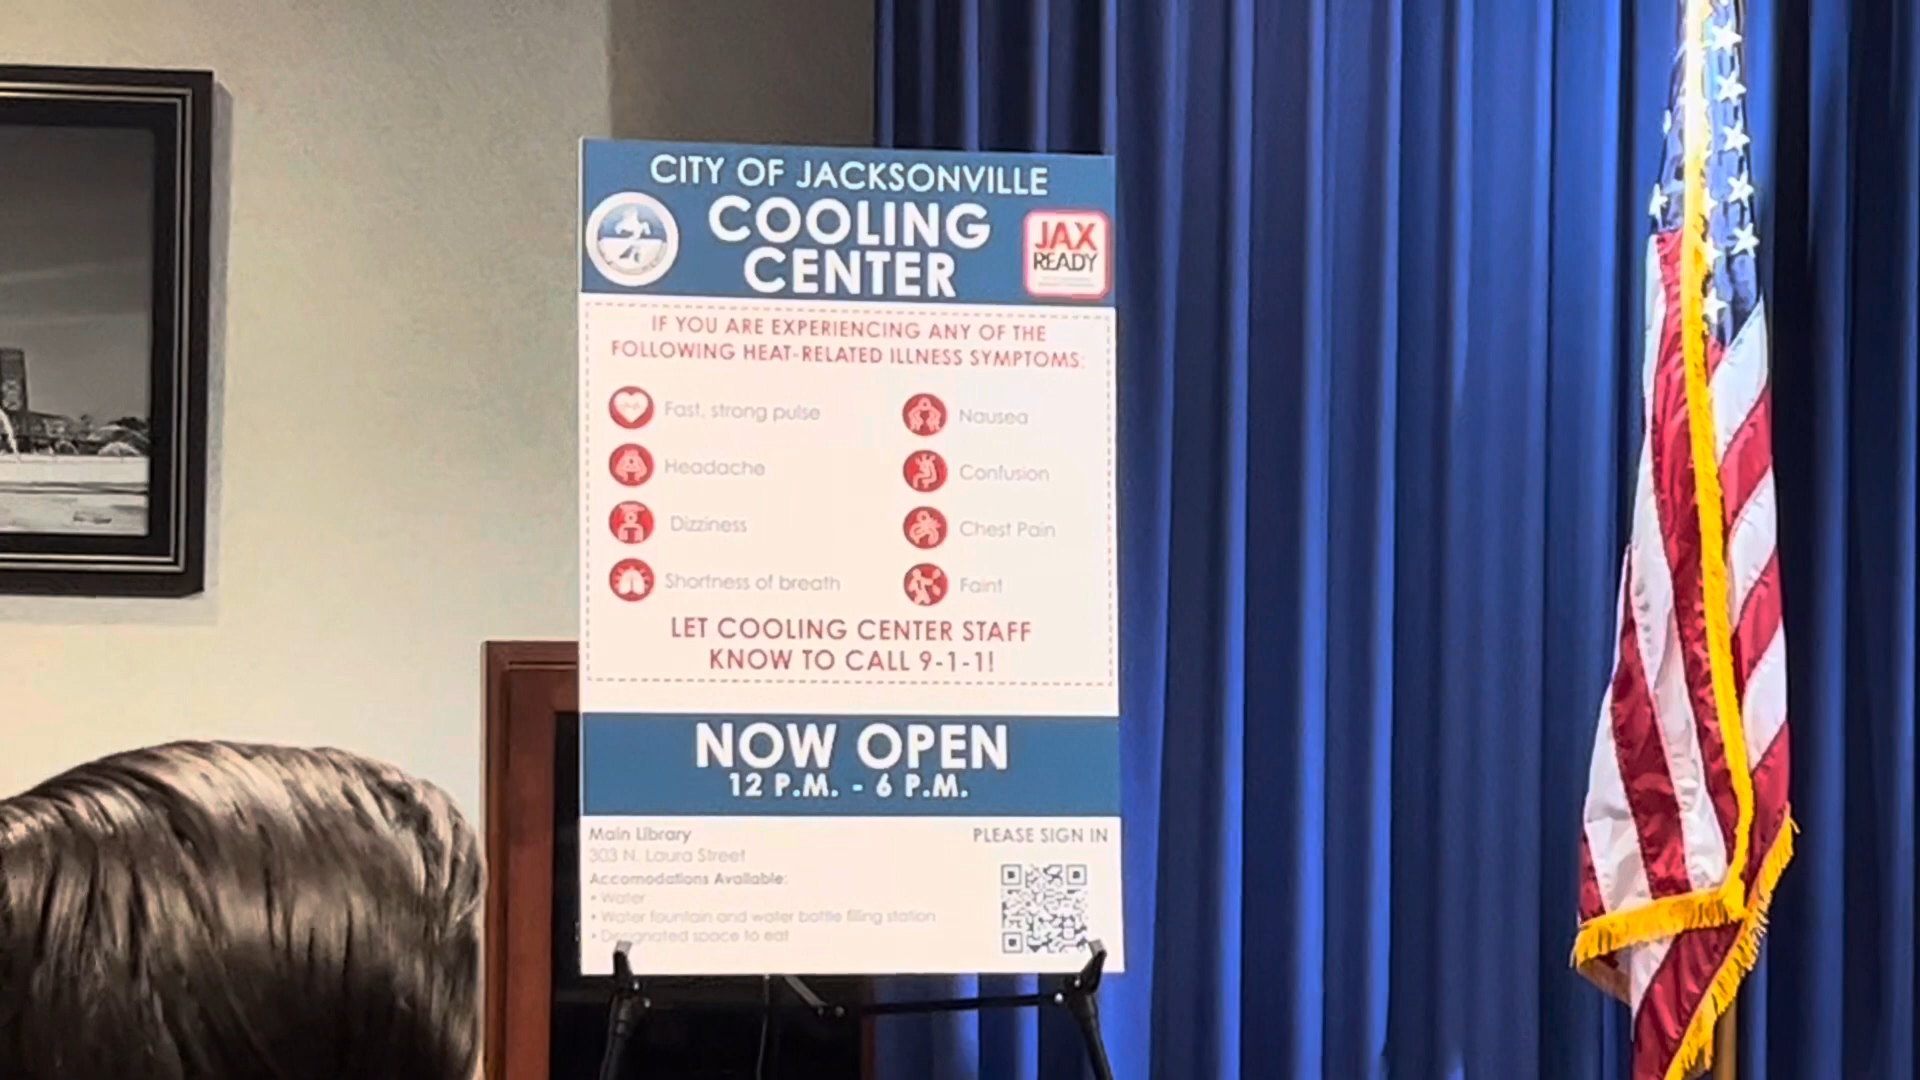 CITY OF JACKSONVILLE
COOLING
CENTER
JAX
READY
IF YOU ARE EXPERIENCING ANY OF THE
FOLLOWING HEAT-RELATED ILLNESS SYMPTOMS:
Fast, strong pulse
Nausea
Headache
Confusion
Dizziness
Chest Pain
Shortness of breath
Faint
LET COOLING CENTER STAFF
KNOW TO CALL 9-1-1!
NOW OPEN
12 P.M. - 6 P.M.
Main Library
303 N. Laura Street
Accomodations Available:
• Water
• Water fountain and water bottle filling station
• Designated space to eat
PLEASE SIGN IN